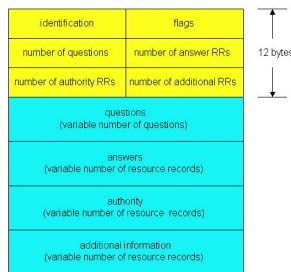 identification flags
number of questions number of answer RRs 12 bytes
number of authority RRs number of additional RRs
questions
(variable number of questions)
answers
(variable number of resource records)
authority
(variable number of resource records)
additional information
(variable number of resource records)